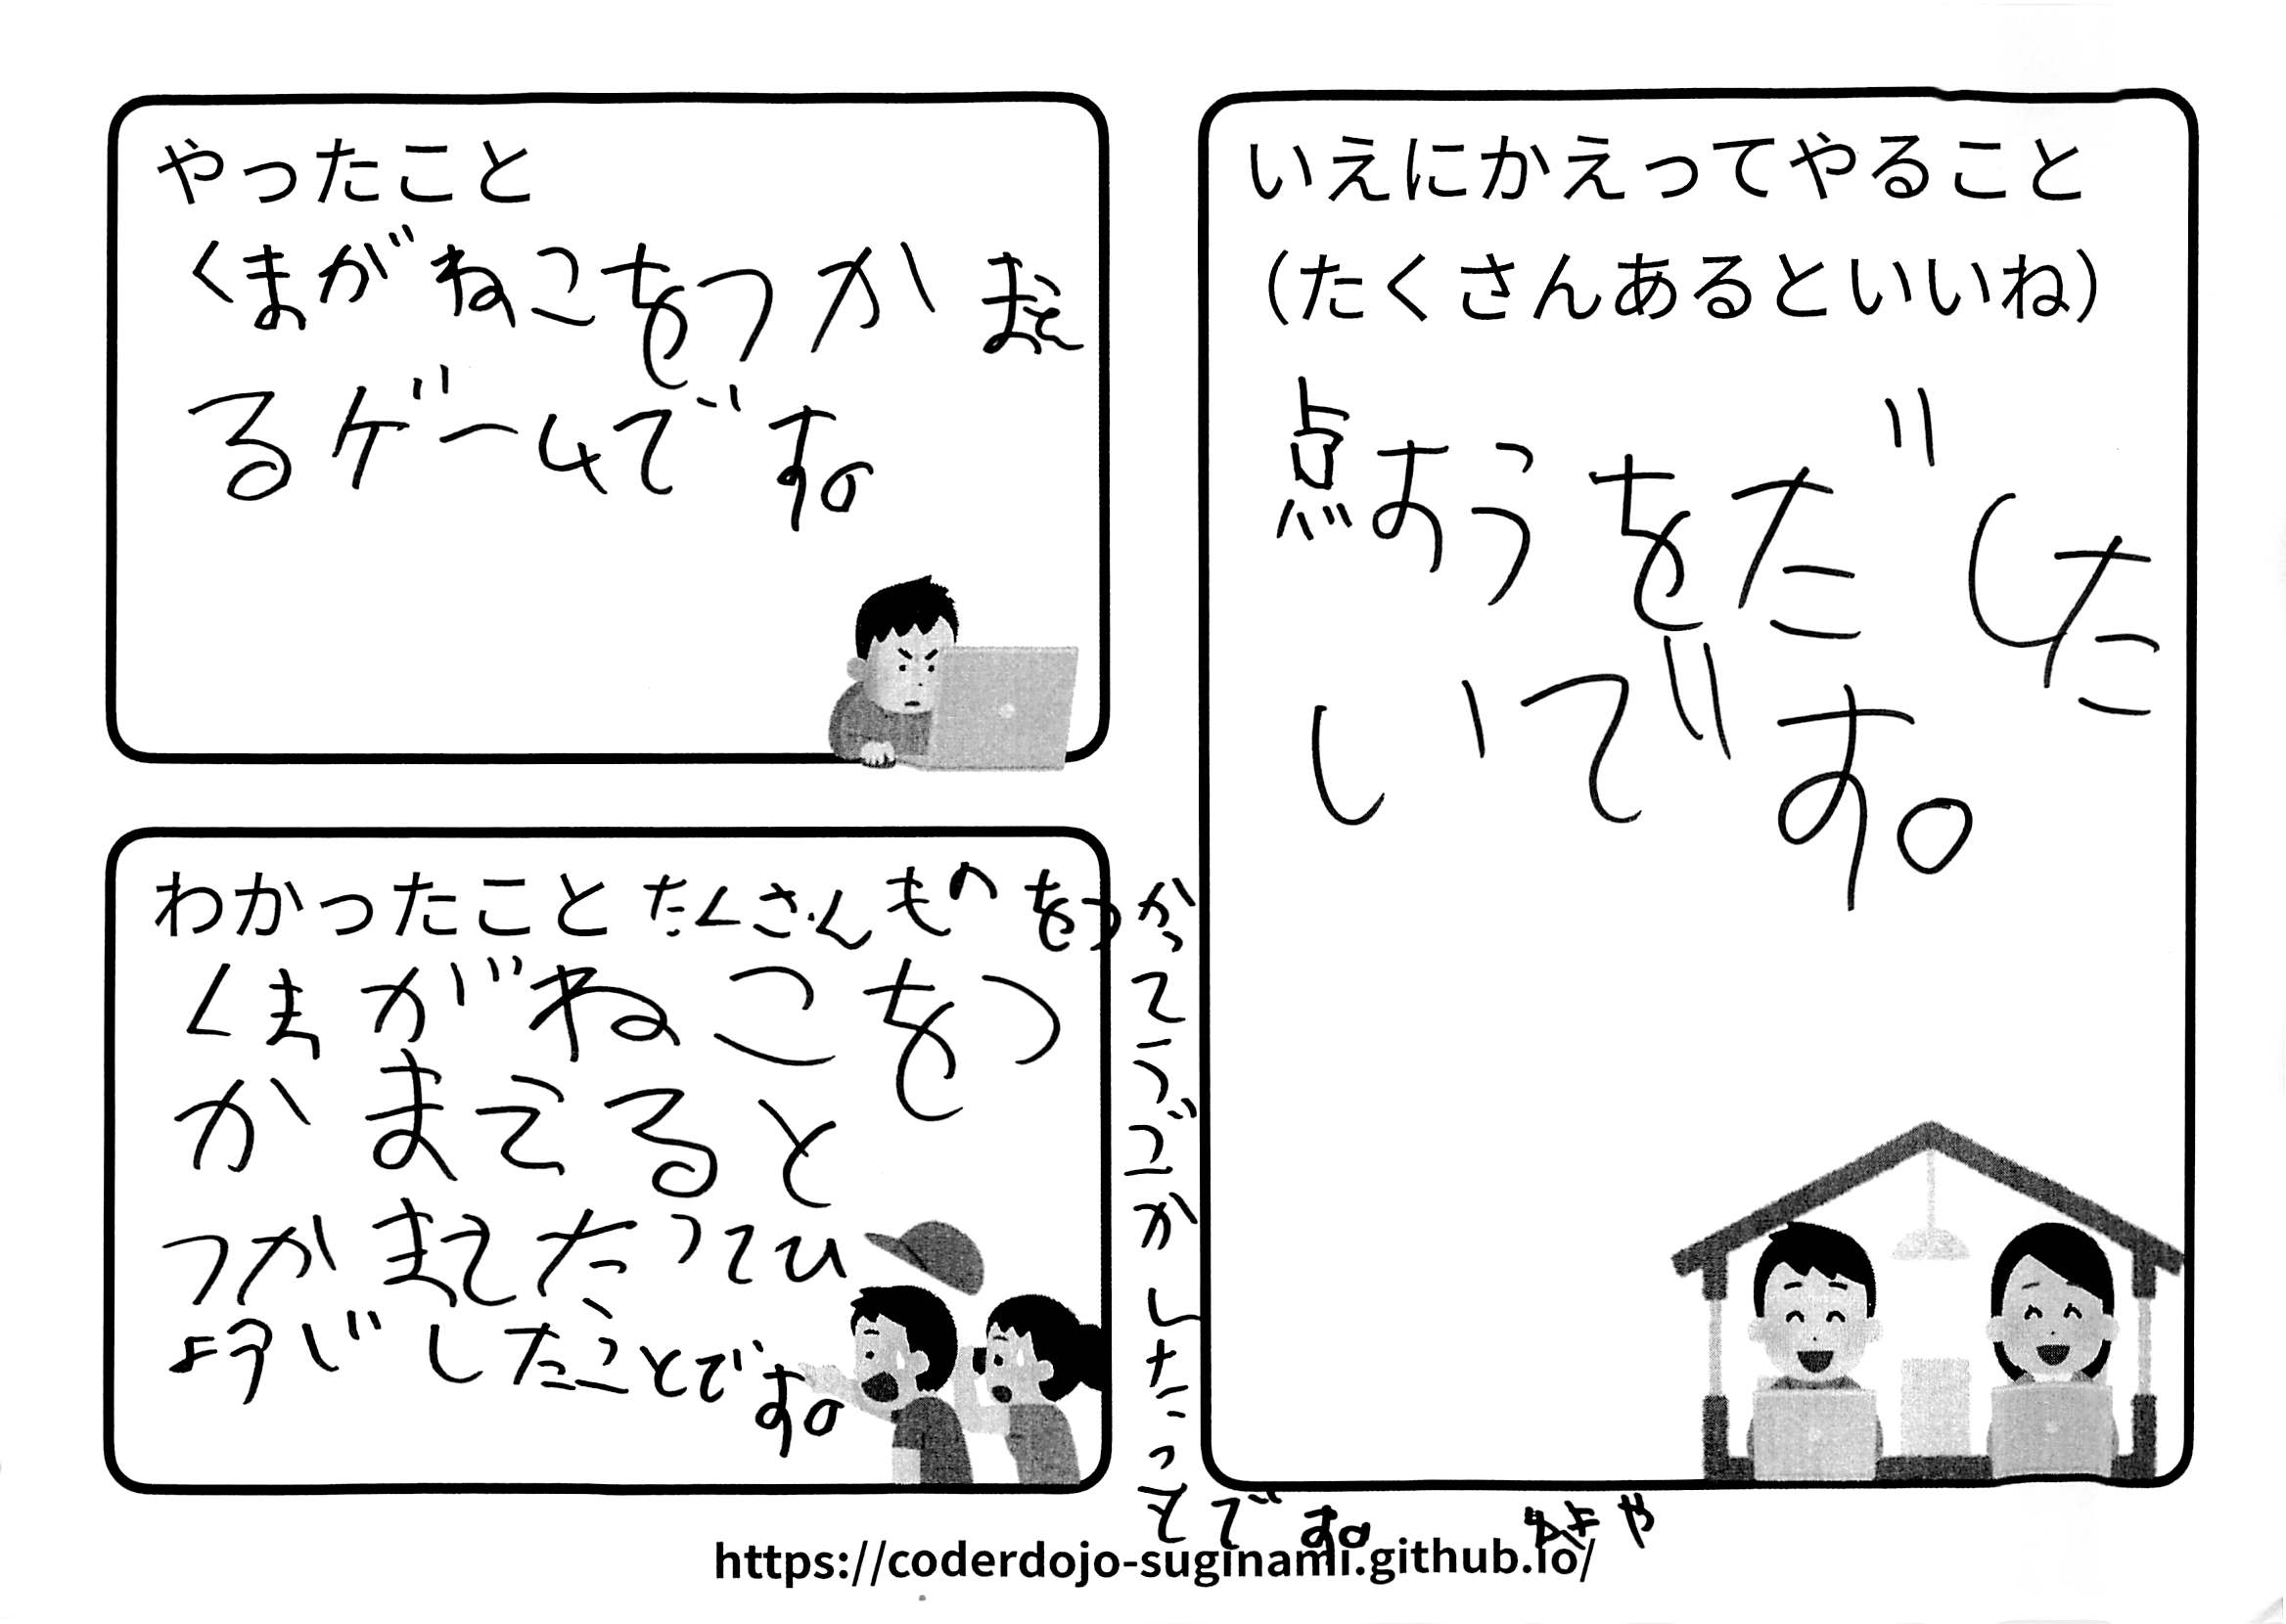 やったこと
くまがねこをつかまえ
るゲームです。
わかったこと たくさんものをつかってうごかしたってです。
くまがねこをつ
かまえると
つかまえたってひ
ょうじしたことです。
いえにかえってやること
（たくさんあるといいね）
点すうをだした
いです。
https://coderdojo-suginami.github.io/